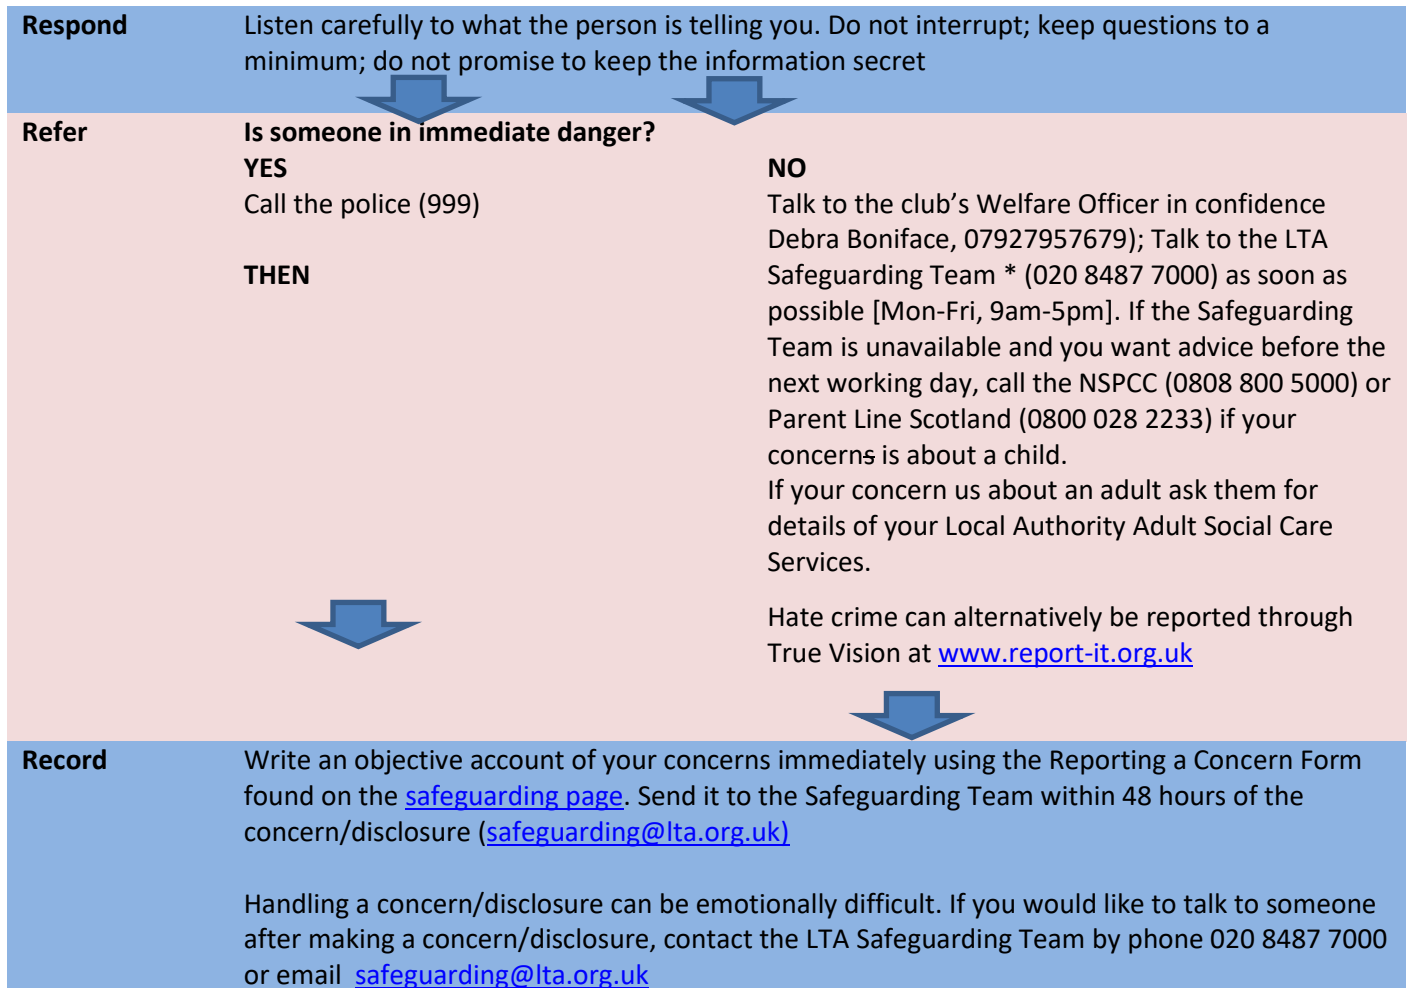 Respond
Listen carefully to what the person is telling you. Do not interrupt; keep questions to a
minimum; do not promise to keep the information secret
Refer
Is someone in immediate danger?
YES
Call the police (999)
THEN
NO
Talk to the club’s Welfare Officer in confidence
Debra Boniface, 07927957679); Talk to the LTA
Safeguarding Team * (020 8487 7000) as soon as
possible [Mon-Fri, 9am-5pm]. If the Safeguarding
Team is unavailable and you want advice before the
next working day, call the NSPCC (0808 800 5000) or
Parent Line Scotland (0800 028 2233) if your
concerns is about a child.
If your concern us about an adult ask them for
details of your Local Authority Adult Social Care
Services.
Hate crime can alternatively be reported through
True Vision at www.report-it.org.uk
Record
Write an objective account of your concerns immediately using the Reporting a Concern Form
found on the safeguarding page. Send it to the Safeguarding Team within 48 hours of the
concern/disclosure (safeguarding@lta.org.uk)
Handling a concern/disclosure can be emotionally difficult. If you would like to talk to someone
after making a concern/disclosure, contact the LTA Safeguarding Team by phone 020 8487 7000
or email safeguarding@lta.org.uk